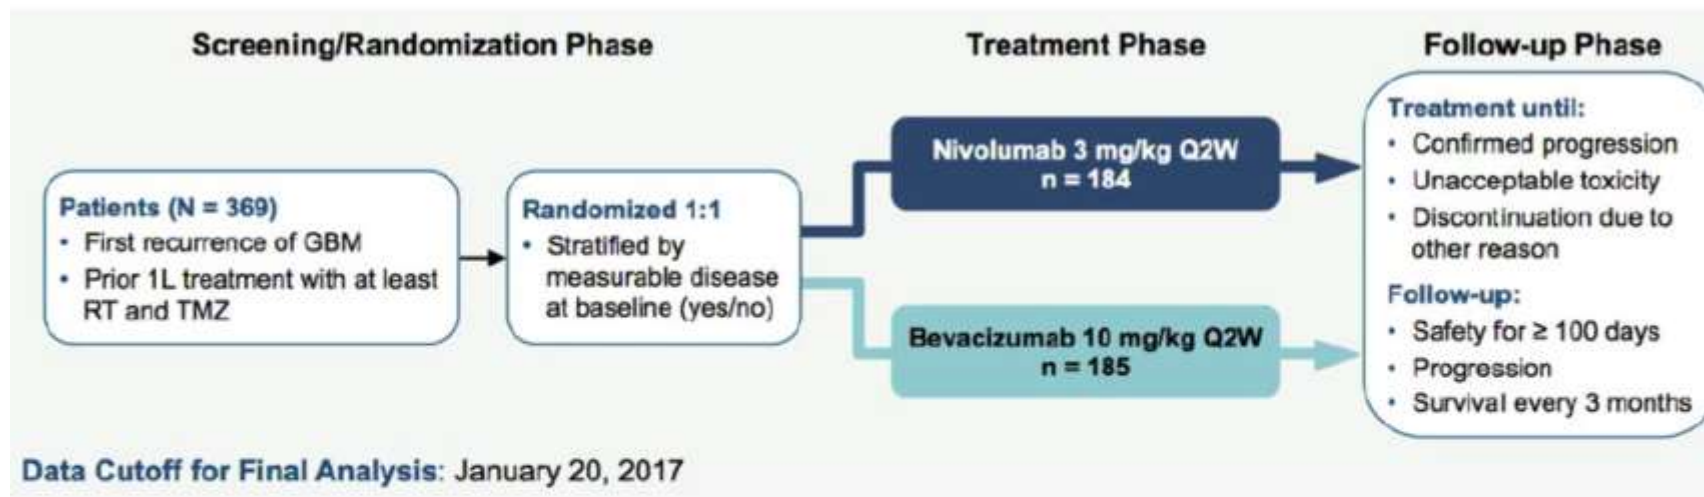 Screening/Randomization Phase
Treatment Phase
Follow-up Phase
Patients (N = 369)
• First recurrence of GBM
• Prior 1L treatment with at least
RT and TMZ
Randomized 1:1
• Stratified by
measurable disease
at baseline (yes/no)
Nivolumab 3 mg/kg Q2W
n = 184
Bevacizumab 10 mg/kg Q2W
n = 185
Treatment until:
• Confirmed progression
• Unacceptable toxicity
• Discontinuation due to
other reason
Follow-up:
• Safety for ≥ 100 days
• Progression
• Survival every 3 months
Data Cutoff for Final Analysis: January 20, 2017